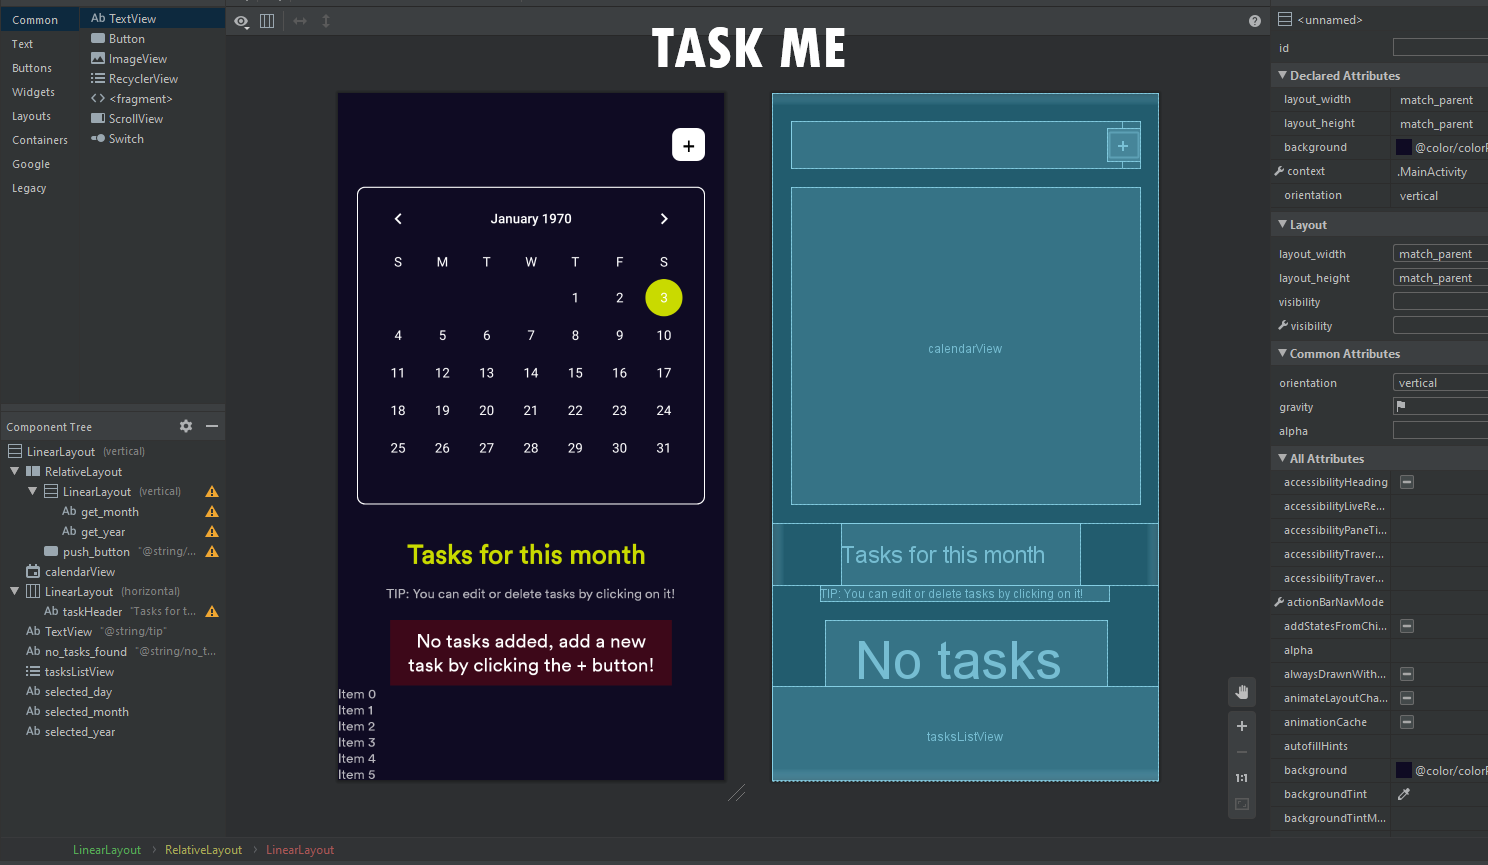 Common
Text
Buttons
Widgets
Layouts
Containers
Google
Legacy
Ab TextView
Button
ImageView
RecyclerView
<fragment>
ScrollView
Switch
Component Tree
LinearLayout (vertical)
RelativeLayout
LinearLayout (vertical)
Ab get_month
Ab get_year
push_button "@string/...
calendarView
LinearLayout (horizontal)
Ab taskHeader "Tasks for t...
Ab TextView "@string/tip"
Ab no_tasks_found "@string/no_t...
tasksListView
Ab selected_day
Ab selected_month
Ab selected_year
TASK ME
+
January 1970
S M T W T F S
1 2 3
4 5 6 7 8 9 10
11 12 13 14 15 16 17
18 19 20 21 22 23 24
25 26 27 28 29 30 31
Tasks for this month
TIP: You can edit or delete tasks by clicking on it!
No tasks added, add a new
task by clicking the + button!
Item 0
Item 1
Item 2
Item 3
Item 4
Item 5
+
calendarView
Tasks for this month
TIP: You can edit or delete tasks by clicking on it!
No tasks
tasksListView
1:1
<unnamed>
id
Declared Attributes
layout_width match_parent
layout_height match_parent
background @color/colorP
context .MainActivity
orientation vertical
Layout
layout_width match_parent
layout_height match_parent
visibility
visibility
Common Attributes
orientation vertical
gravity
alpha
All Attributes
accessibilityHeading
accessibilityLiveRe...
accessibilityPaneTi...
accessibilityTraver...
accessibilityTraver...
actionBarNavMode
addStatesFromChi...
alpha
alwaysDrawnWith...
animateLayoutCha...
animationCache
autofillHints
background @color/colorP
backgroundTint
backgroundTintM...
LinearLayout > RelativeLayout > LinearLayout